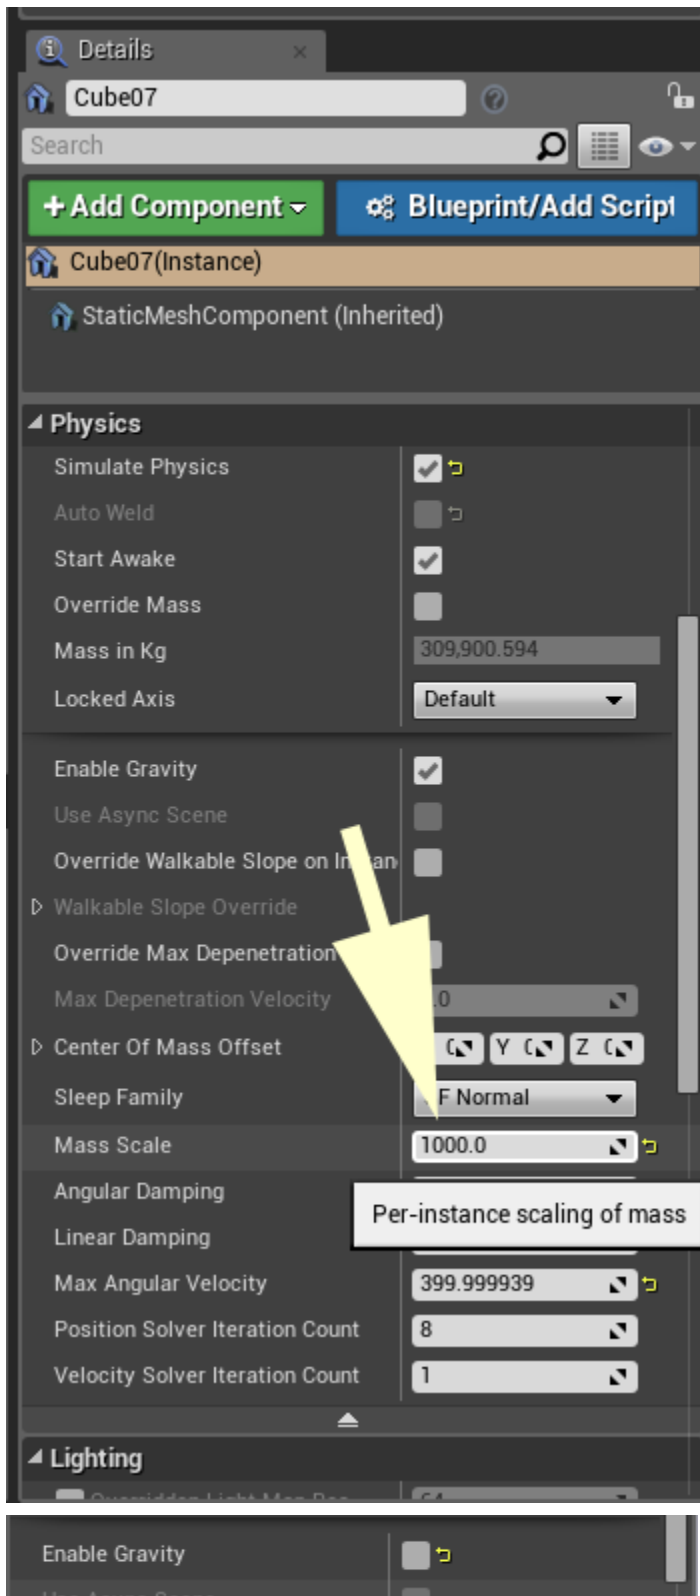 Details
Cube07
Search
+Add Component
Blueprint/Add Script
Cube07(Instance)
StaticMeshComponent (Inherited)
Physics
Simulate Physics
Auto Weld
Start Awake
Override Mass
Mass in Kg 309,900.594
Locked Axis Default
Enable Gravity
Use Async Scene
Override Walkable Slope on
Walkable Slope Override
Override Max Depenetration
Max Depenetration Velocity .0
Center Of Mass Offset Y Z
Sleep Family F Normal
Mass Scale 1000.0
Angular Damping
Per-instance scaling of mass
Linear Damping
Max Angular Velocity 399.999939
Position Solver Iteration Count 8
Velocity Solver Iteration Count 1
Lighting
Enable Gravity